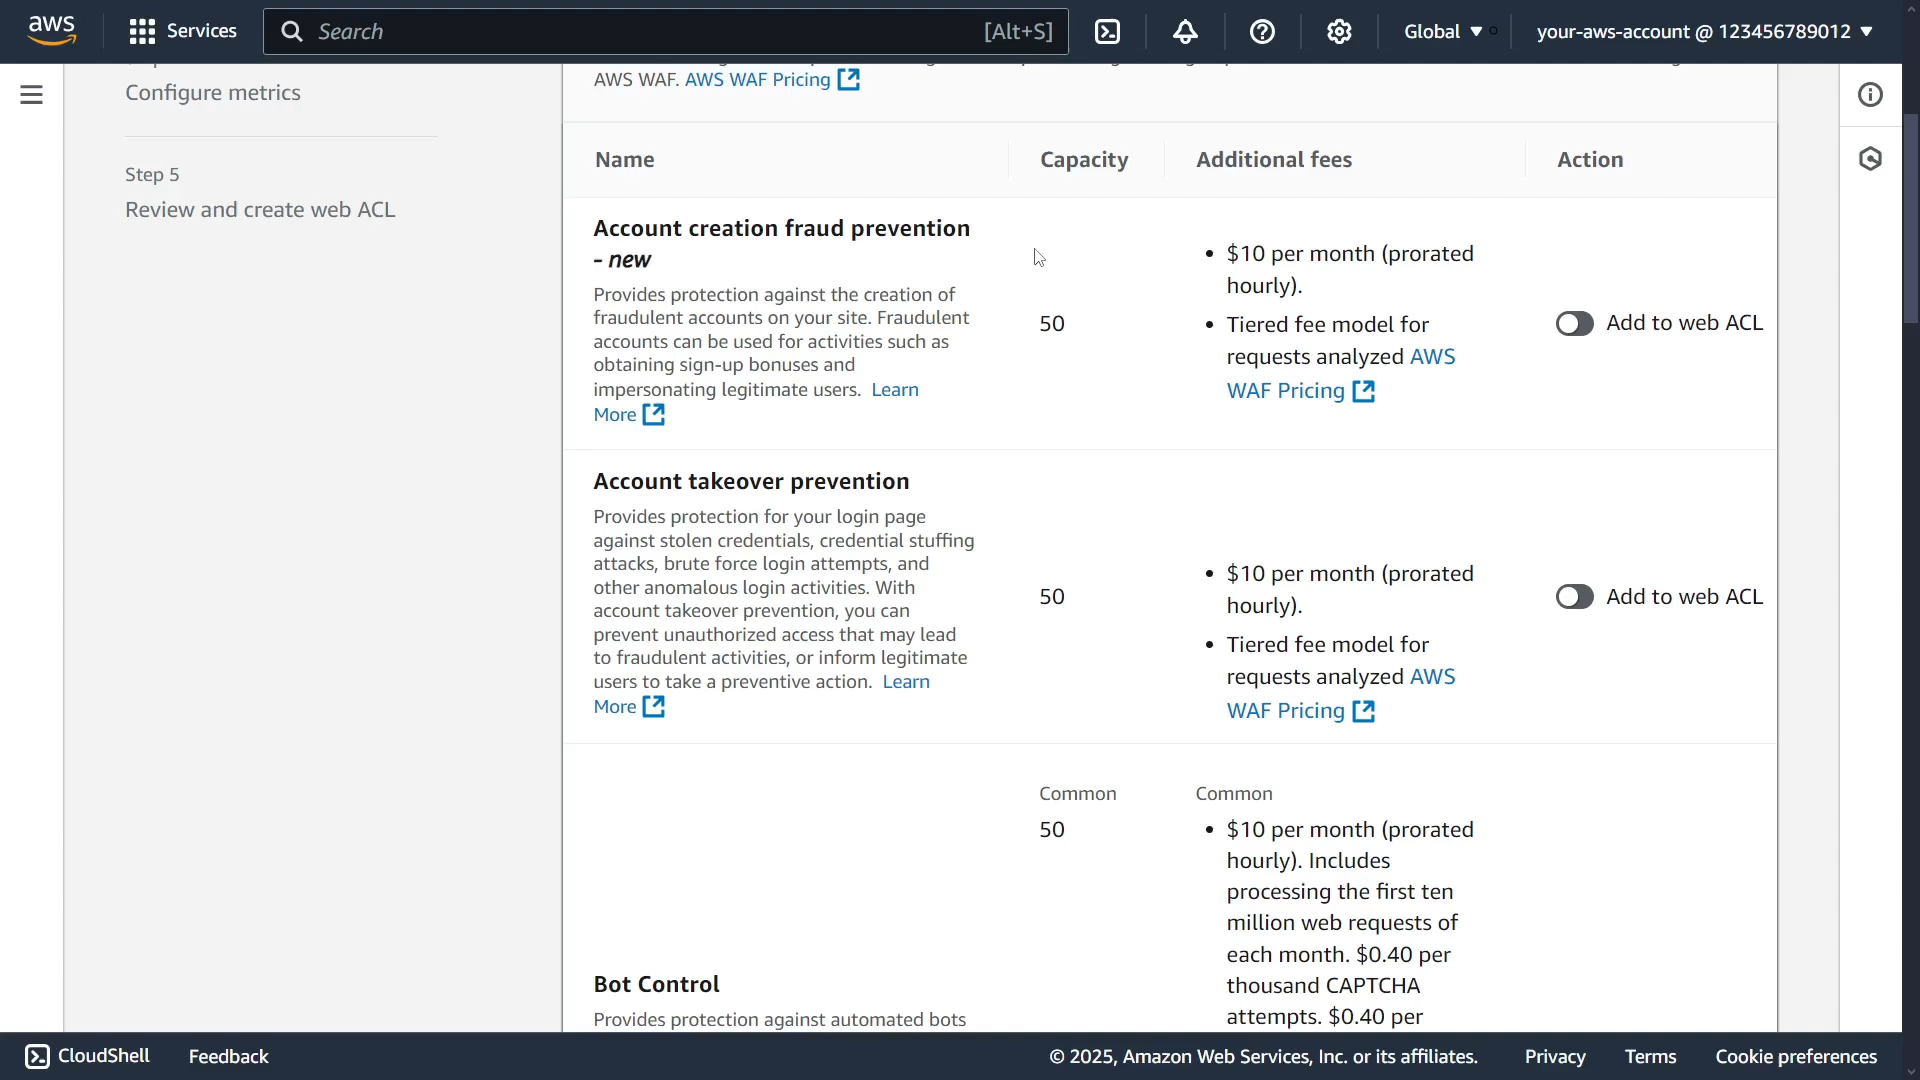 aws
Services
Search
[Alt+S]
Global
your-aws-account @ 123456789012
Configure metrics
Step 5
Review and create web ACL
AWS WAF. AWS WAF Pricing
Name
Capacity
Additional fees
Action
Account creation fraud prevention
- new
Provides protection against the creation of
fraudulent accounts on your site. Fraudulent
accounts can be used for activities such as
obtaining sign-up bonuses and
impersonating legitimate users. Learn
More
50
• $10 per month (prorated
hourly).
• Tiered fee model for
requests analyzed AWS
WAF Pricing
Add to web ACL
Account takeover prevention
Provides protection for your login page
against stolen credentials, credential stuffing
attacks, brute force login attempts, and
other anomalous login activities. With
account takeover prevention, you can
prevent unauthorized access that may lead
to fraudulent activities, or inform legitimate
users to take a preventive action. Learn
More
50
• $10 per month (prorated
hourly).
• Tiered fee model for
requests analyzed AWS
WAF Pricing
Add to web ACL
Bot Control
Provides protection against automated bots
Common
50
Common
• $10 per month (prorated
hourly). Includes
processing the first ten
million web requests of
each month. $0.40 per
thousand CAPTCHA
attempts. $0.40 per
CloudShell
Feedback
© 2025, Amazon Web Services, Inc. or its affiliates.
Privacy
Terms
Cookie preferences